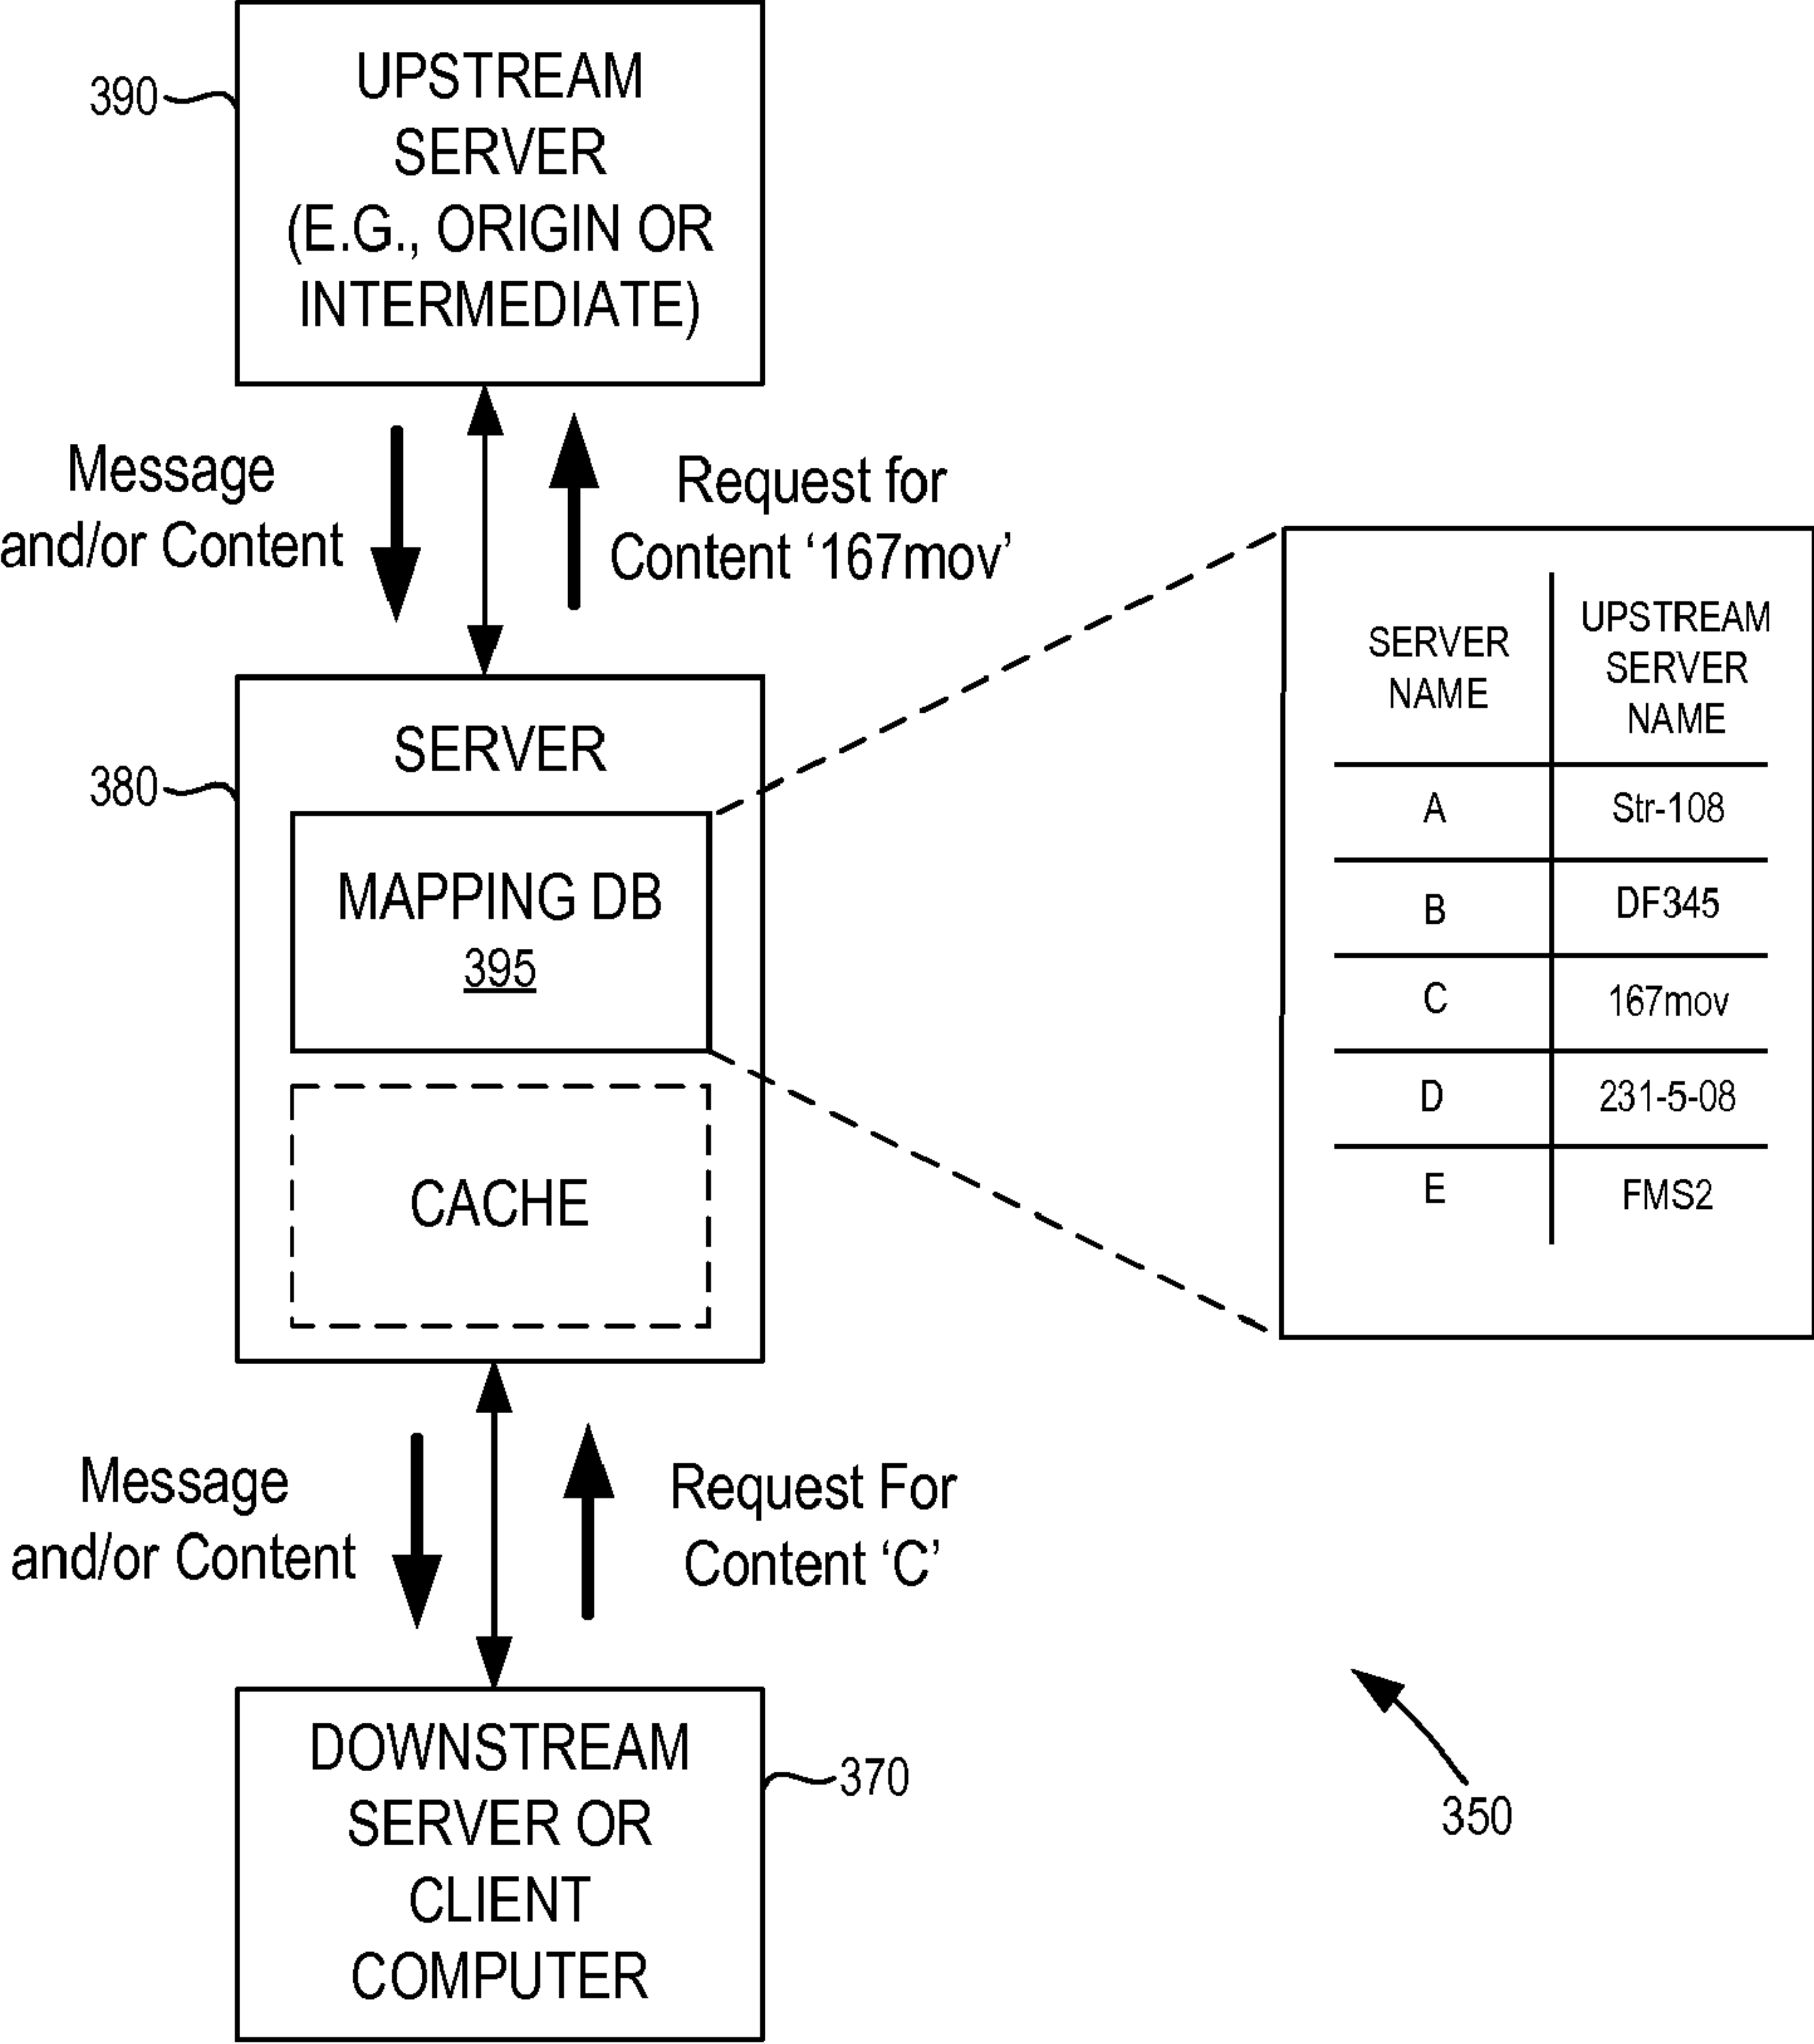 UPSTREAM
SERVER
(E.G., ORIGIN OR
INTERMEDIATE)
390
Message
and/or Content
Request for
Content ‘167mov’
SERVER
380
MAPPING DB
395
CACHE
SERVER
NAME
UPSTREAM
SERVER
NAME
A
Str-108
B
DF345
C
167mov
D
231-5-08
E
FMS2
Message
and/or Content
Request For
Content ‘C’
DOWNSTREAM
SERVER OR
CLIENT
COMPUTER
370
350